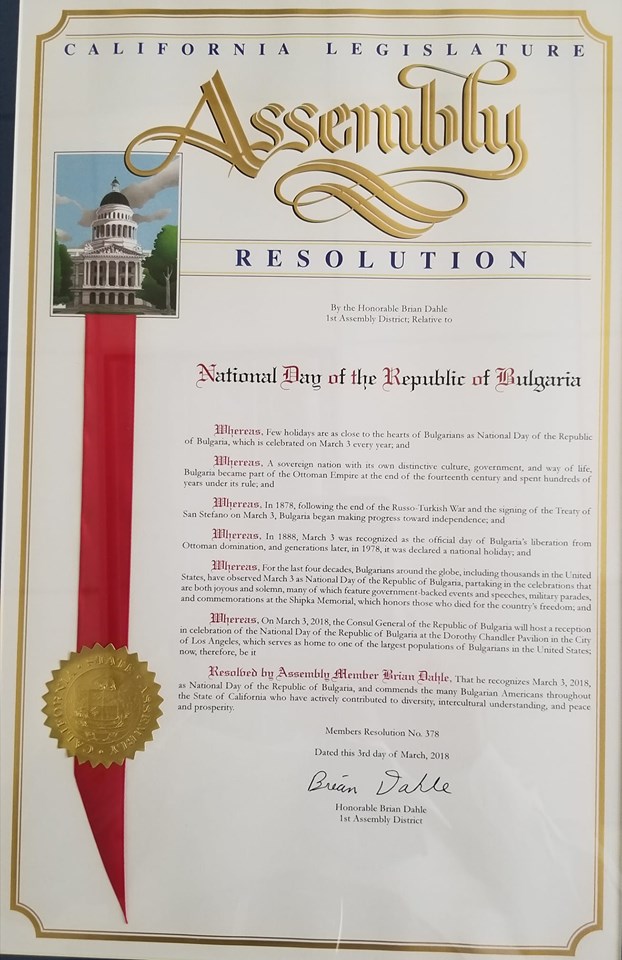 CALIFORNIA LEGISLATURE
Assembly
RESOLUTION
By the Honorable Brian Dahle
1st Assembly District; Relative to
National Day of the Republic of Bulgaria
Whereas, Few holidays are as close to the hearts of Bulgarians as National Day of the Republic
of Bulgaria, which is celebrated on March 3 every year; and
Whereas, A sovereign nation with its own distinctive culture, government, and way of life,
Bulgaria became part of the Ottoman Empire at the end of the fourteenth century and spent hundreds of
years under its rule; and
Whereas, In 1878, following the end of the Russo-Turkish War and the signing of the Treaty of
San Stefano on March 3, Bulgaria began making progress toward independence; and
Whereas, In 1888, March 3 was recognized as the official day of Bulgaria's liberation from
Ottoman domination, and generations later, in 1978, it was declared a national holiday; and
Whereas, For the last four decades, Bulgarians around the globe, including thousands in the United
States, have observed March 3 as National Day of the Republic of Bulgaria, partaking in the celebrations that
are both joyous and solemn, many of which feature government-backed events and speeches, military parades,
and commemorations at the Shipka Memorial, which honors those who died for the country's freedom; and
Whereas, On March 3, 2018, the Consul General of the Republic of Bulgaria will host a reception
in celebration of the National Day of the Republic of Bulgaria at the Dorothy Chandler Pavilion in the City
of Los Angeles, which serves as home to one of the largest populations of Bulgarians in the United States;
now, therefore, be it
Resolved by Assembly Member Brian Dahle, That he recognizes March 3, 2018,
as National Day of the Republic of Bulgaria, and commends the many Bulgarian Americans throughout
the State of California who have actively contributed to diversity, intercultural understanding, and peace
and prosperity.
Members Resolution No. 378
Dated this 3rd day of March, 2018
Brian Dahle
Honorable Brian Dahle
1st Assembly District
CALIFORNIA STATE ASSEMBLY